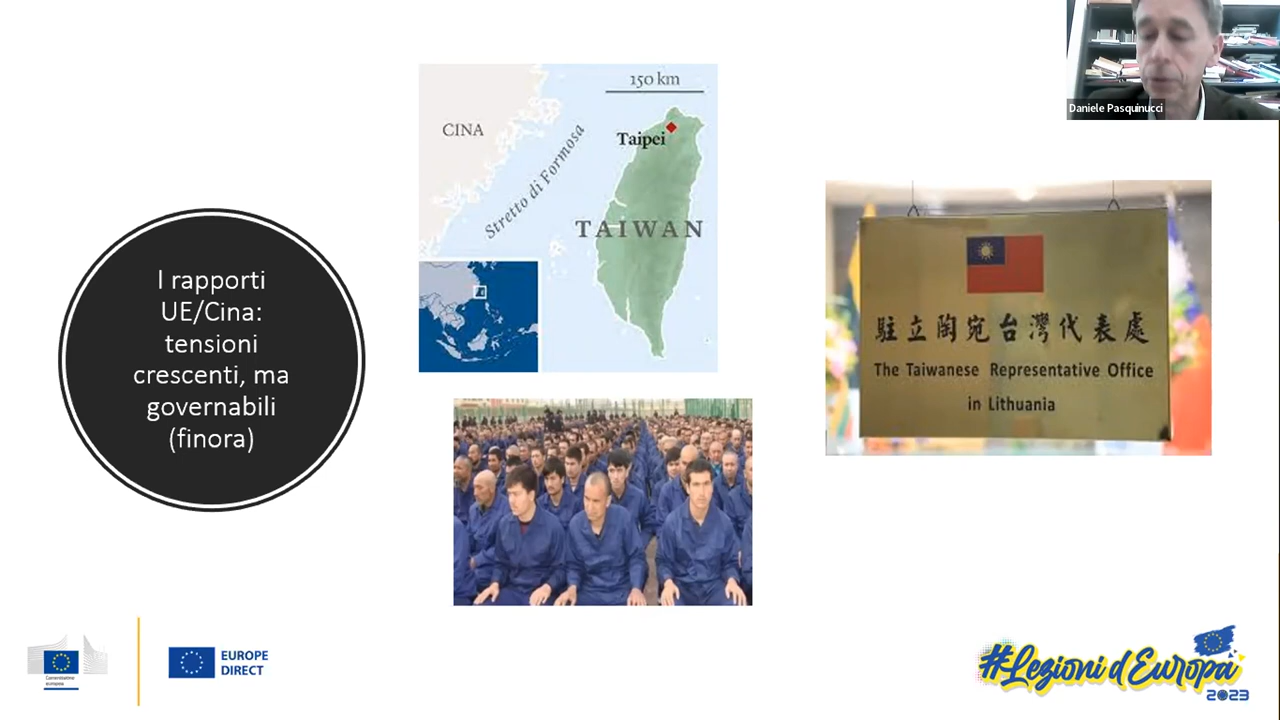 Daniele Pasquinucci
150 km
CINA
Taipei
Stretto di Formosa
TAIWAN
I rapporti
UE/Cina:
tensioni
crescenti, ma
governabili
(finora)
駐立陶宛台灣代表處
The Taiwanese Representative Office
in Lithuania
Commissione
europea
EUROPE
DIRECT
#Lezioni d'Europa
2023